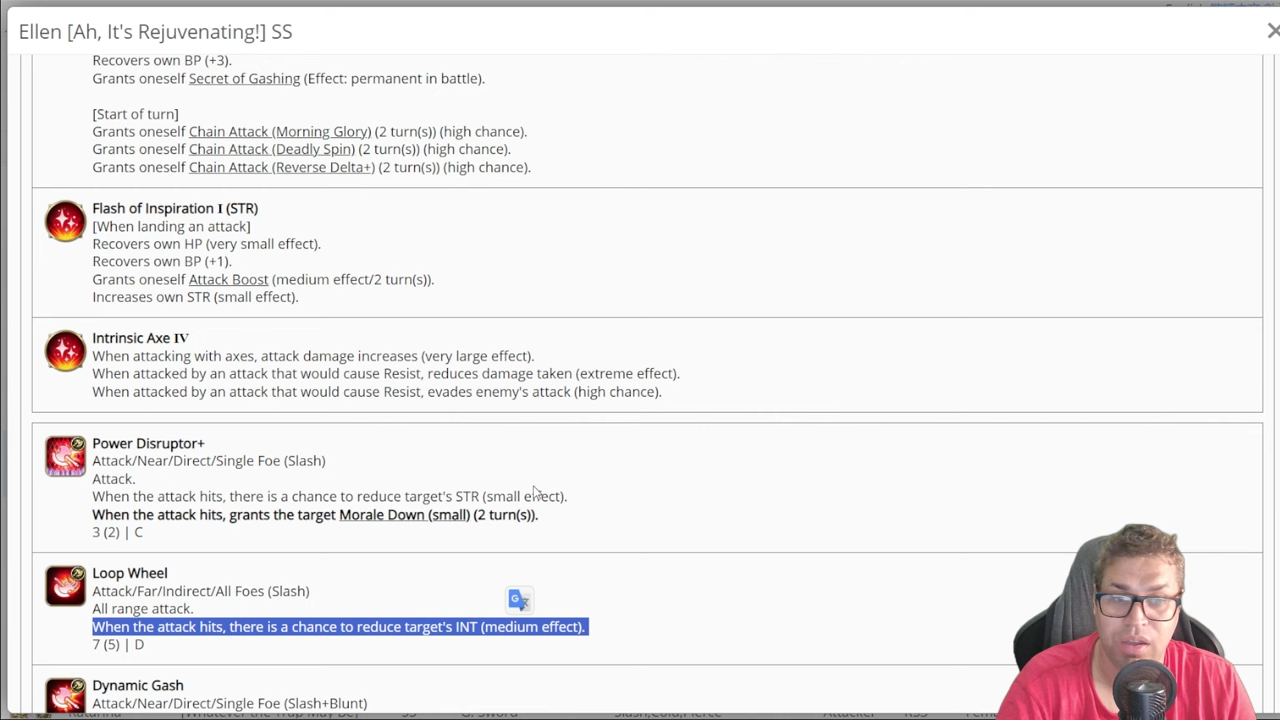 Ellen [Ah, It's Rejuvenating!] SS
Recovers own BP (+3).
Grants oneself Secret of Gashing (Effect: permanent in battle).
[Start of turn]
Grants oneself Chain Attack (Morning Glory) (2 turn(s)) (high chance).
Grants oneself Chain Attack (Deadly Spin) (2 turn(s)) (high chance).
Grants oneself Chain Attack (Reverse Delta+) (2 turn(s)) (high chance).
Flash of Inspiration I (STR)
[When landing an attack]
Recovers own HP (very small effect).
Recovers own BP (+1).
Grants oneself Attack Boost (medium effect/2 turn(s)).
Increases own STR (small effect).
Intrinsic Axe IV
When attacking with axes, attack damage increases (very large effect).
When attacked by an attack that would cause Resist, reduces damage taken (extreme effect).
When attacked by an attack that would cause Resist, evades enemy's attack (high chance).
Power Disruptor+
Attack/Near/Direct/Single Foe (Slash)
Attack.
When the attack hits, there is a chance to reduce target's STR (small effect).
When the attack hits, grants the target Morale Down (small) (2 turn(s)).
3 (2) | C
Loop Wheel
Attack/Far/Indirect/All Foes (Slash)
All range attack.
When the attack hits, there is a chance to reduce target's INT (medium effect).
7 (5) | D
Dynamic Gash
Attack/Near/Direct/Single Foe (Slash+Blunt)